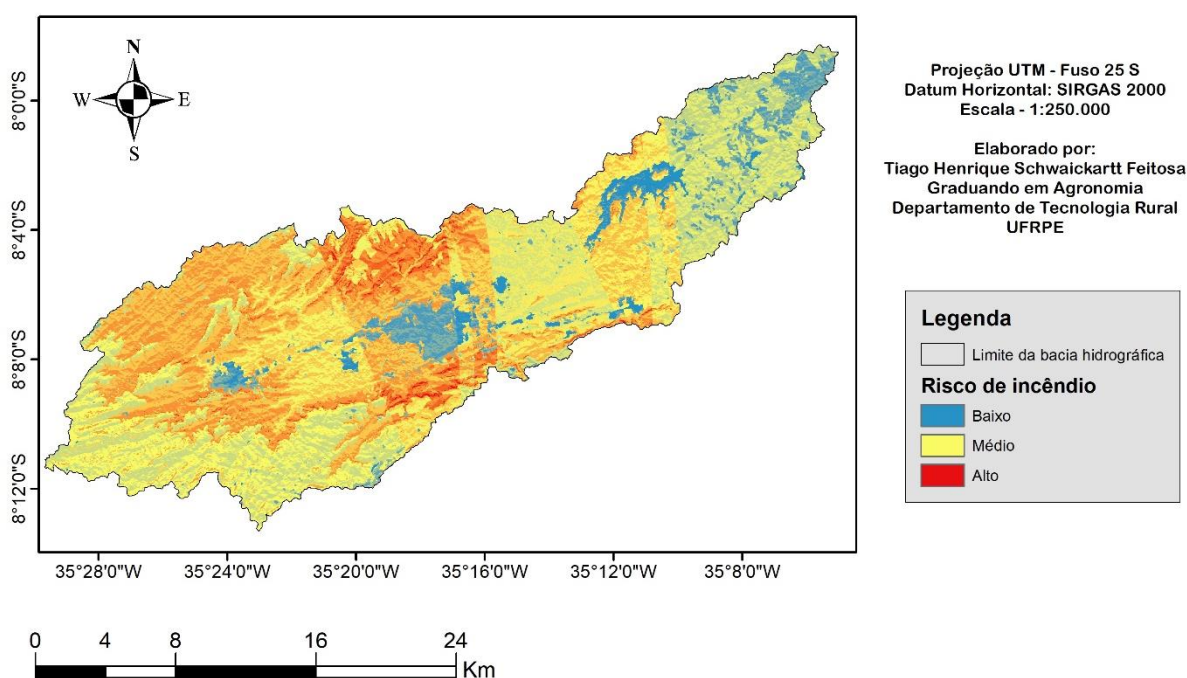 N
W E
S
8°0'0"S
8°4'0"S
8°8'0"S
8°12'0"S
35°28'0"W 35°24'0"W 35°20'0"W 35°16'0"W 35°12'0"W 35°8'0"W
0 4 8 16 24
Km
Projeção UTM - Fuso 25 S
Datum Horizontal: SIRGAS 2000
Escala - 1:250.000
Elaborado por:
Tiago Henrique Schwaickartt Feitosa
Graduando em Agronomia
Departamento de Tecnologia Rural
UFRPE
Legenda
Limite da bacia hidrográfica
Risco de incêndio
Baixo
Médio
Alto